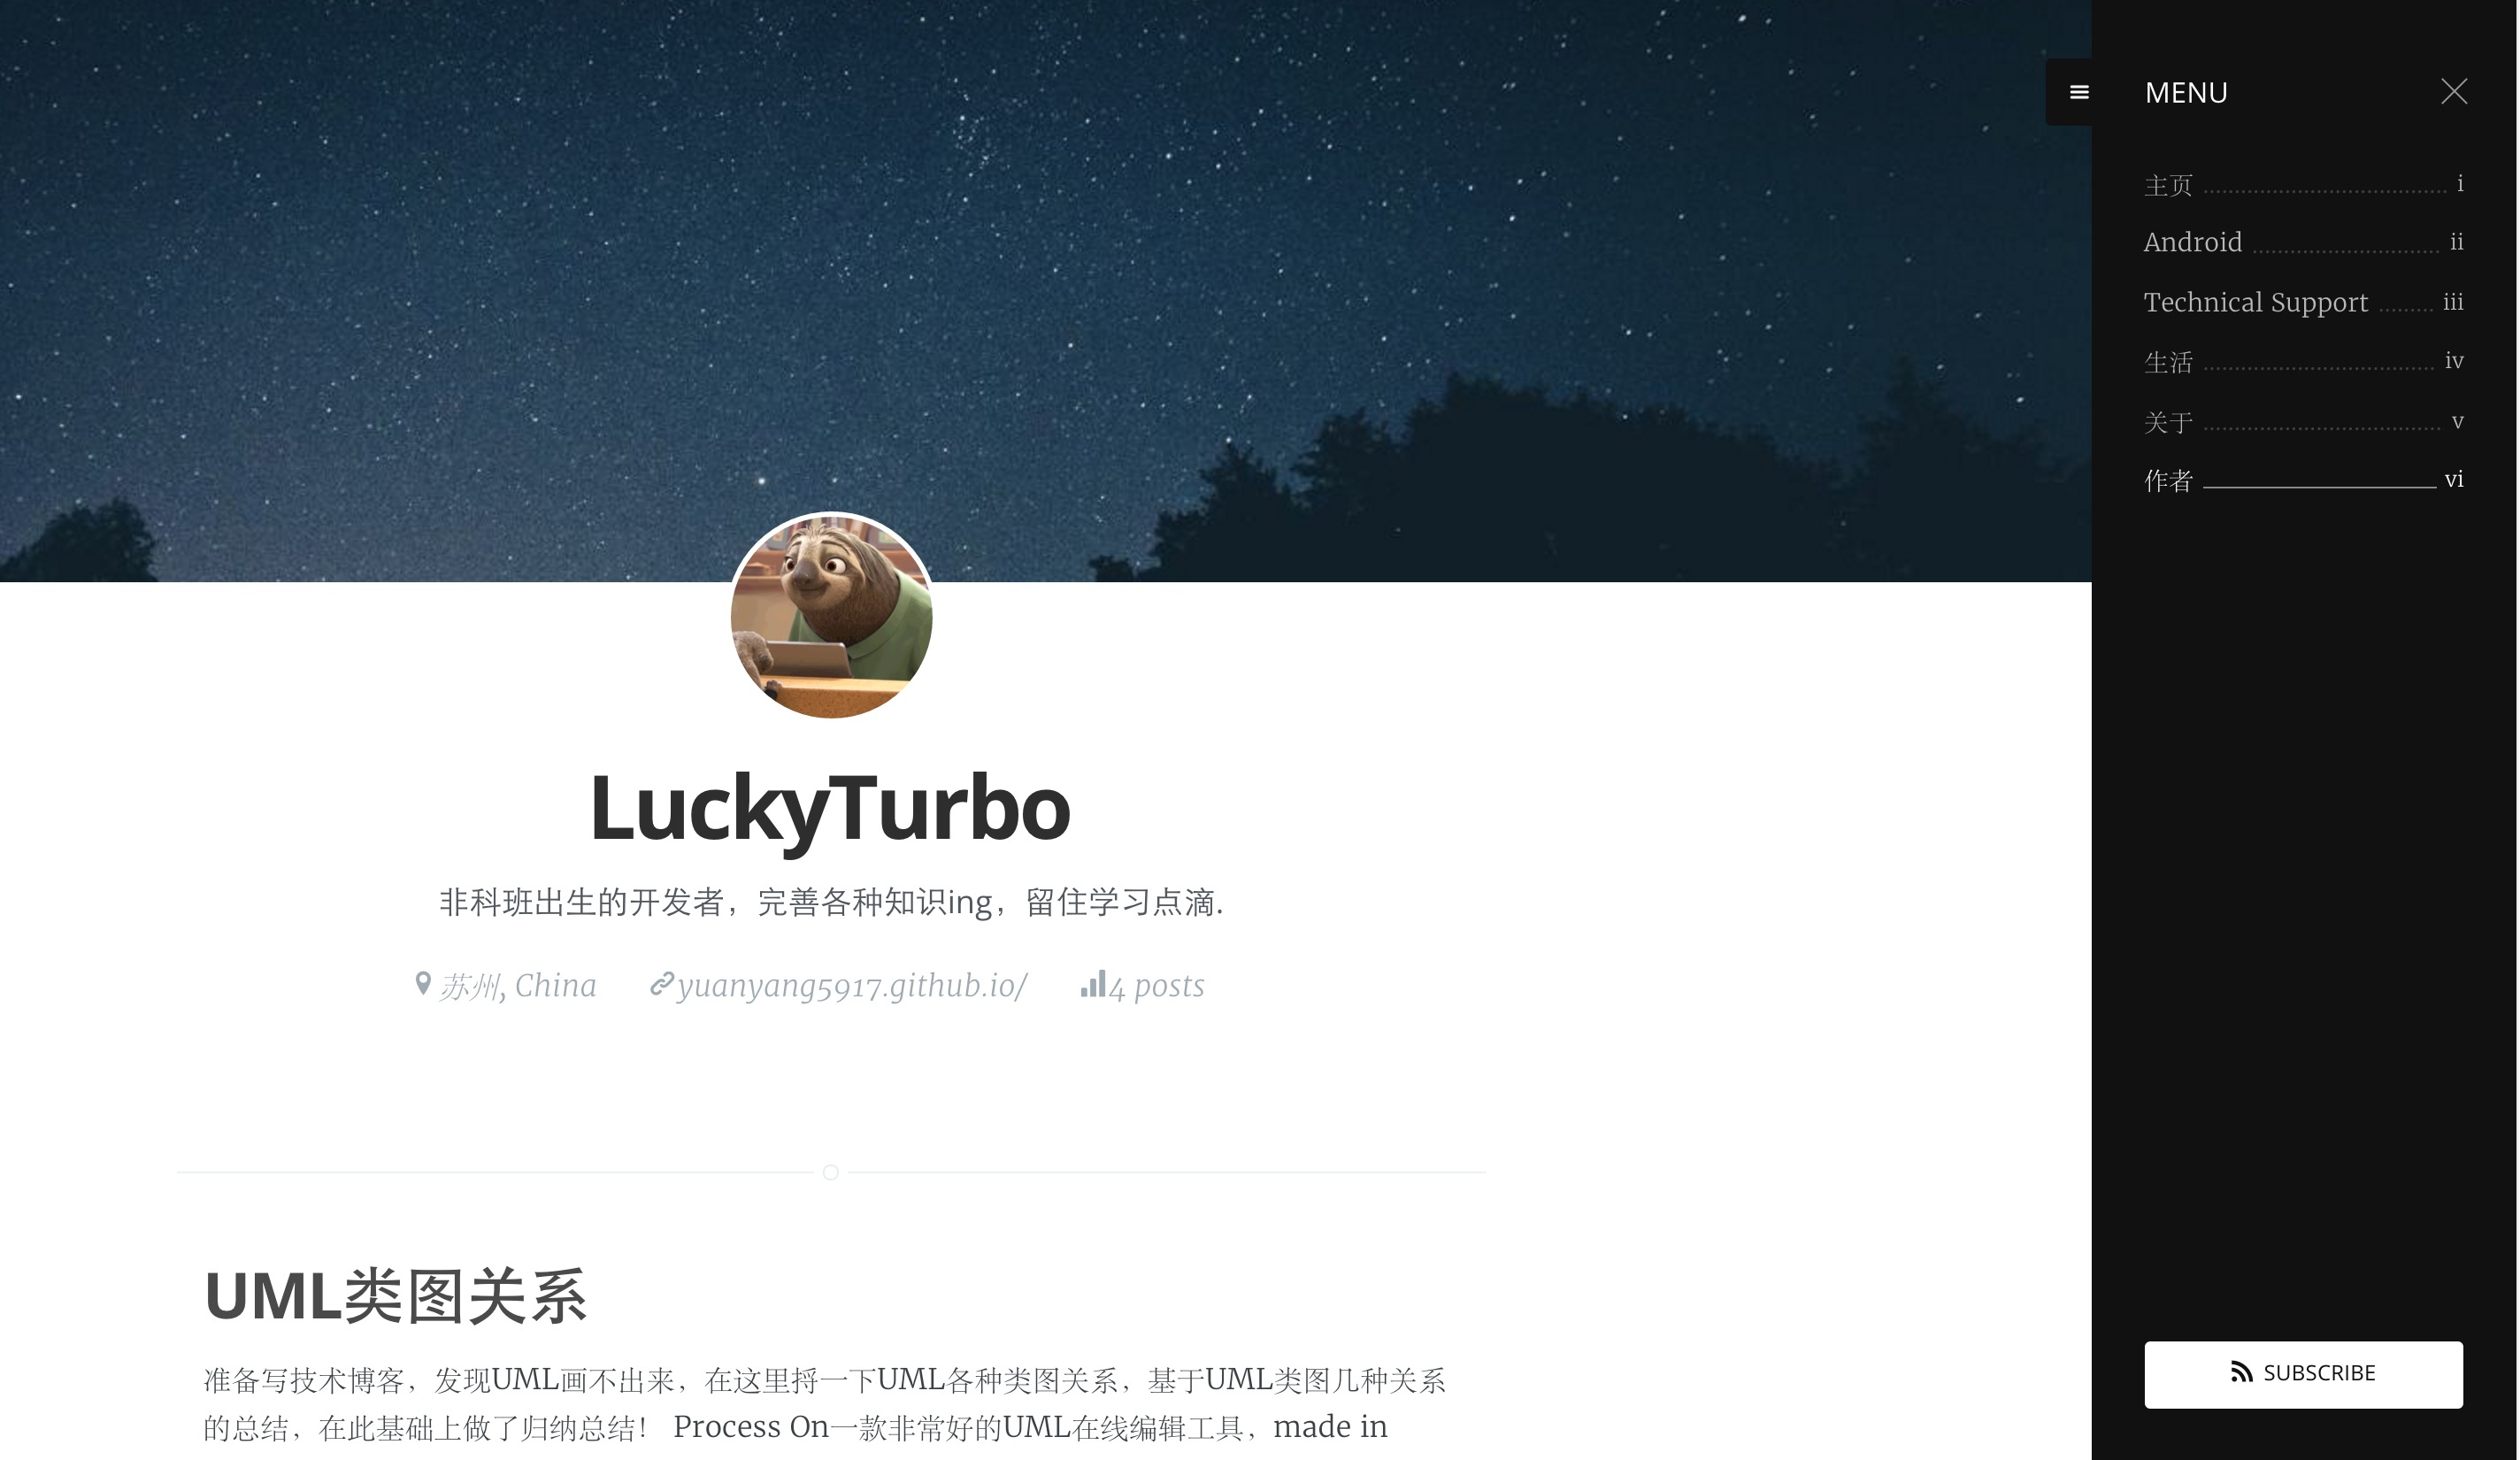 MENU
主页 i
Android ii
Technical Support iii
生活 iv
关于 v
作者 vi
LuckyTurbo
非科班出生的开发者，完善各种知识ing，留住学习点滴.
苏州, China yuanyang5917.github.io/ 4 posts
UML类图关系
准备写技术博客，发现UML画不出来，在这里捋一下UML各种类图关系，基于UML类图几种关系
的总结，在此基础上做了归纳总结！ Process On一款非常好的UML在线编辑工具，made in
SUBSCRIBE